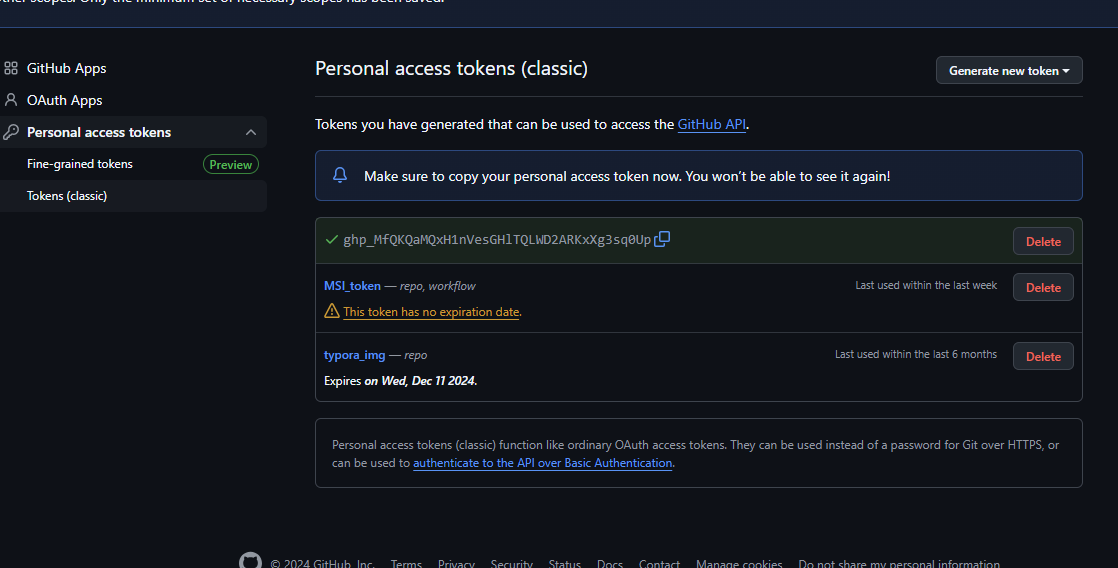 scopes. Only the minimum set of necessary scopes has been saved.
GitHub Apps
OAuth Apps
Personal access tokens
Fine-grained tokens
Preview
Tokens (classic)
Personal access tokens (classic)
Generate new token
Tokens you have generated that can be used to access the GitHub API.
Make sure to copy your personal access token now. You won't be able to see it again!
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
Delete
MSI_token — repo, workflow
Last used within the last week
Delete
This token has no expiration date.
typora_img — repo
Last used within the last 6 months
Delete
Expires on Wed, Dec 11 2024.
Personal access tokens (classic) function like ordinary OAuth access tokens. They can be used instead of a password for Git over HTTPS, or
can be used to authenticate to the API over Basic Authentication.
© 2024 GitHub, Inc. Terms Privacy Security Status Docs Contact Manage cookies Do not share my personal information